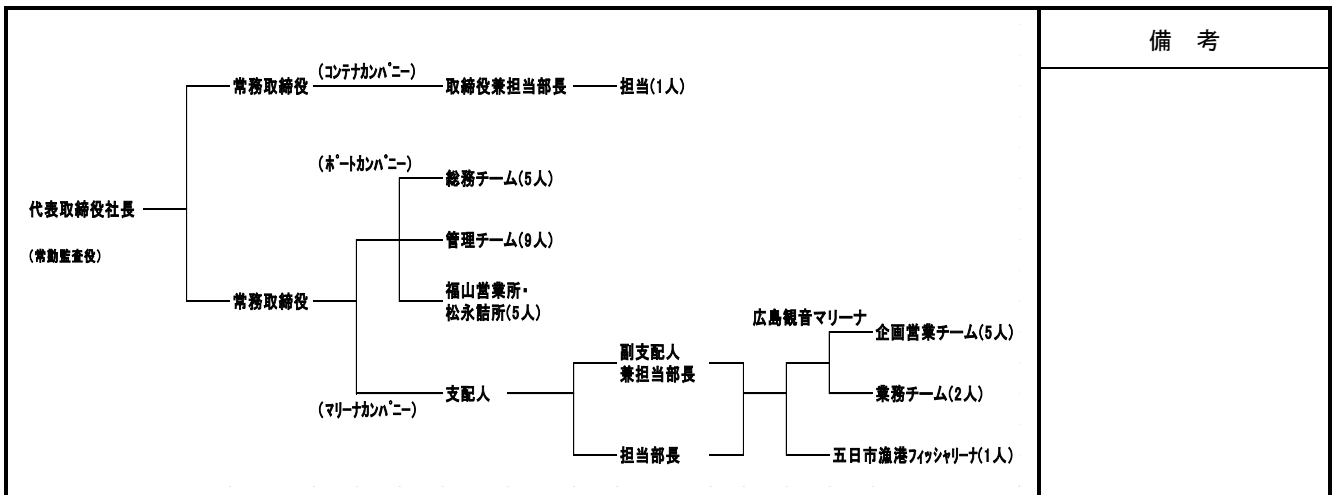 備 考
(コンテナカンパニー)
常務取締役
取締役兼担当部長
担当(1人)
(ポートカンパニー)
総務チーム(5人)
代表取締役社長
管理チーム(9人)
(常勤監査役)
常務取締役
福山営業所・
松永詰所(5人)
広島観音マリーナ
企画営業チーム(5人)
副支配人
兼担当部長
支配人
業務チーム(2人)
(マリーナカンパニー)
担当部長
五日市漁港フィッシャリーナ(1人)